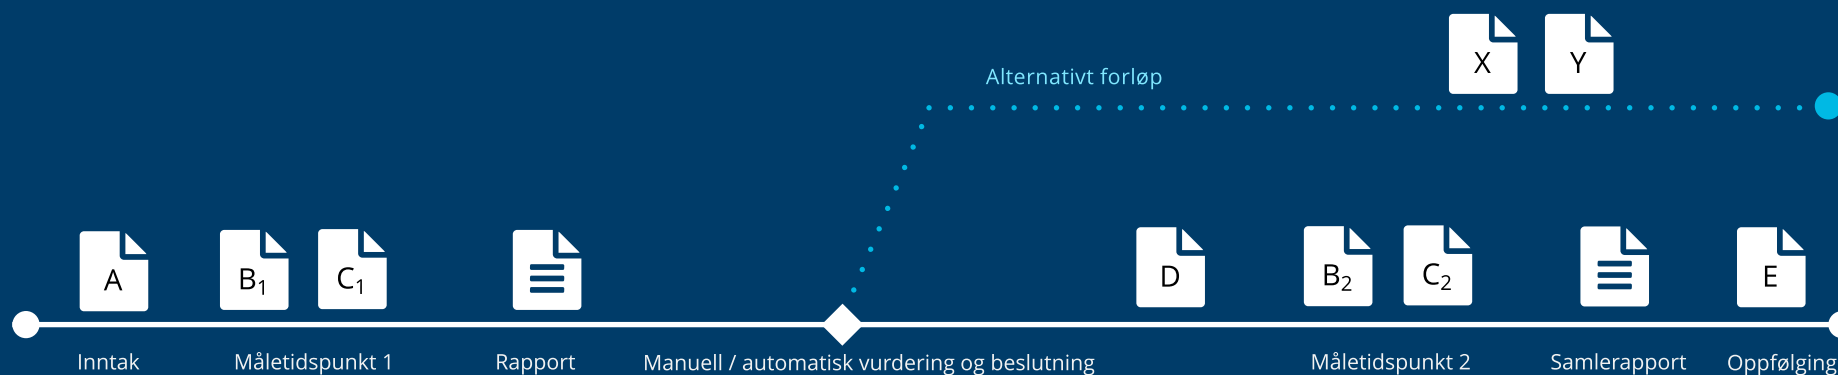 X Y
Alternativt forløp
A B₁ C₁ D B₂ C₂ E
Inntak Måletidspunkt 1 Rapport Manuell / automatisk vurdering og beslutning Måletidspunkt 2 Samlerapport Oppfølging